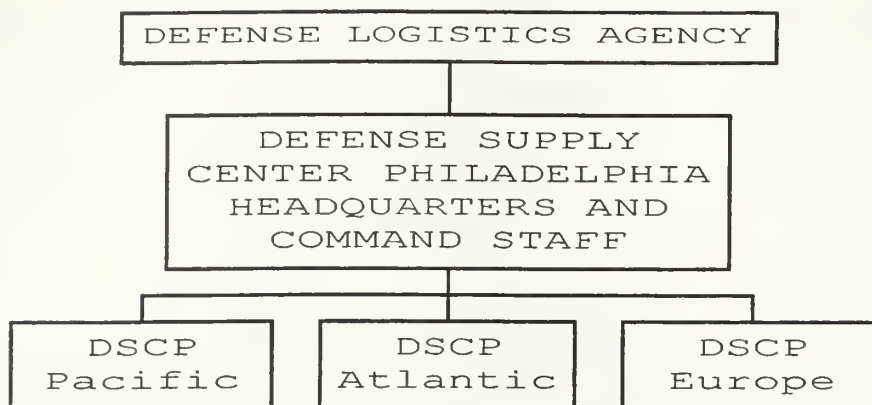 DEFENSE LOGISTICS AGENCY
DEFENSE SUPPLY
CENTER PHILADELPHIA
HEADQUARTERS AND
COMMAND STAFF
DSCP
Pacific
DSCP
Atlantic
DSCP
Europe